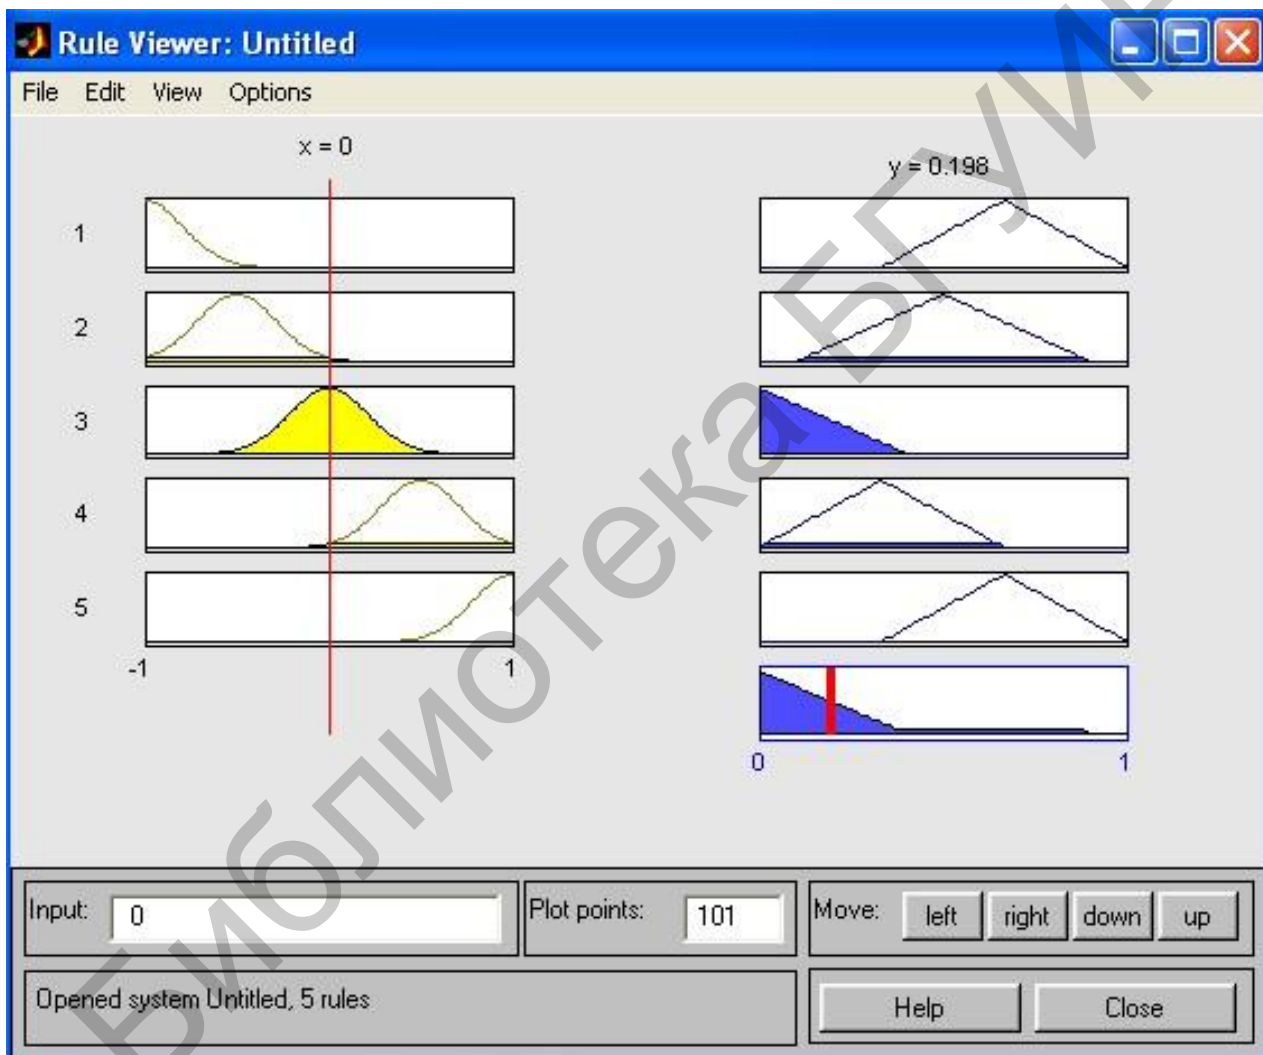 Rule Viewer: Untitled
File Edit View Options
x = 0
y = 0.198
1
2
3
4
5
-1 1
0 1
Input: 0
Plot points: 101
Move: left right down up
Opened system Untitled, 5 rules
Help Close
Библиотека БГУИ